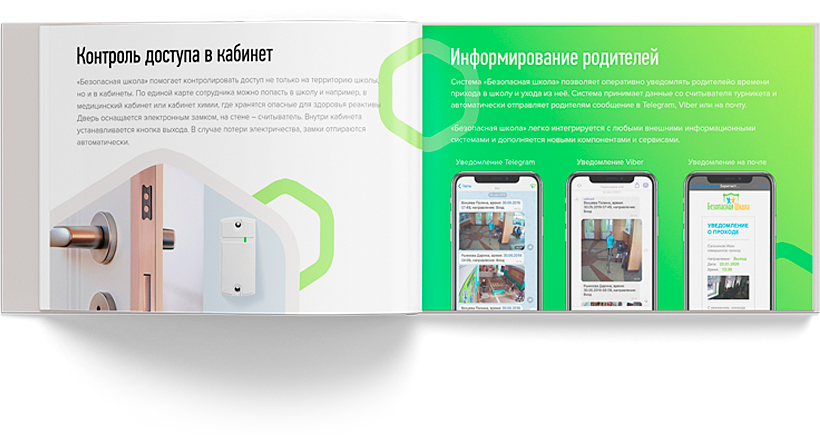 Контроль доступа в кабинет
«Безопасная школа» помогает контролировать доступ не только на территорию школы,
но и в кабинеты. По единой карте сотрудника можно попасть в школу и например, в
медицинский кабинет или кабинет химии, где хранятся опасные для здоровья реактивы
Дверь оснащается электронным замком, на стене – считыватель. Внутри кабинета
устанавливается кнопка выхода. В случае потери электричества, замки отпираются
автоматически.
Информирование родителей
Система «Безопасная школа» позволяет оперативно уведомлять родителейо времени
прихода в школу и ухода из неё. Система принимает данные со считывателя турникета и
автоматически отправляет родителям сообщение в Telegram, Viber или на почту.
«Безопасная школа» легко интегрируется с любыми внешними информационными
системами и дополняется новыми компонентами и сервисами.
Уведомление Telegram
Уведомление Viber
Уведомление на почте
Безопасная Школа
УВЕДОМЛЕНИЕ
О ПРОХОДЕ